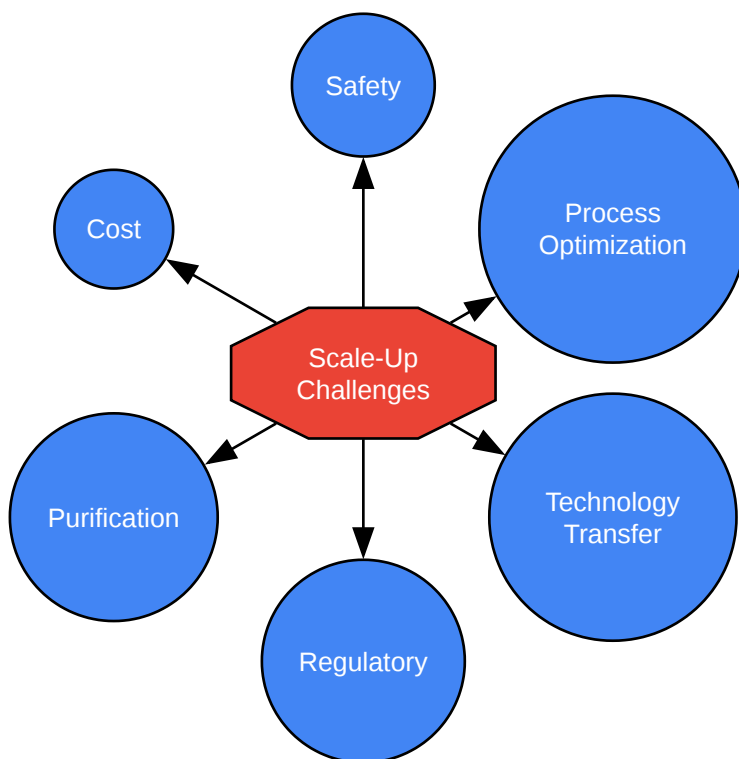 Safety
Process
Optimization
Cost
Scale-Up
Challenges
Technology
Transfer
Purification
Regulatory